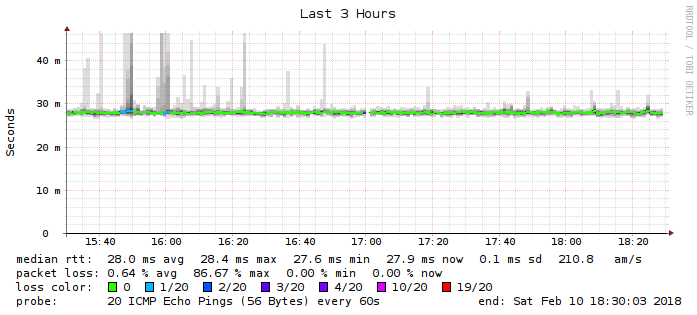 Last 3 Hours
RRDTOOL / TOBI OETIKER
Seconds
40 m
30 m
20 m
10 m
0
15:40 16:00 16:20 16:40 17:00 17:20 17:40 18:00 18:20
median rtt: 28.0 ms avg 28.4 ms max 27.6 ms min 27.9 ms now 0.1 ms sd 210.8 am/s
packet loss: 0.64 % avg 86.67 % max 0.00 % min 0.00 % now
loss color: 0 1/20 2/20 3/20 4/20 10/20 19/20
probe: 20 ICMP Echo Pings (56 Bytes) every 60s end: Sat Feb 10 18:30:03 2018